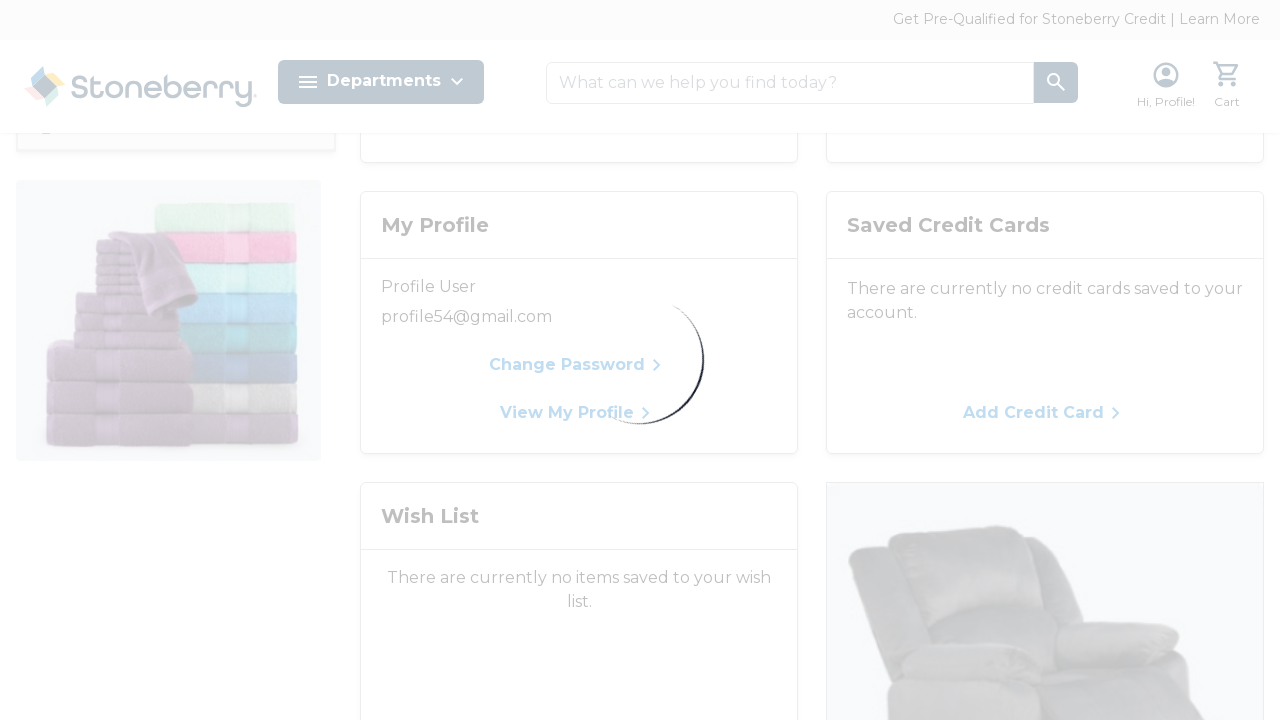 Get Pre-Qualified for Stoneberry Credit | Learn More
Stoneberry
Departments
What can we help you find today?
Hi, Profile!
Cart
My Profile
Profile User
profile54@gmail.com
Change Password
View My Profile
Saved Credit Cards
There are currently no credit cards saved to your
account.
Add Credit Card
Wish List
There are currently no items saved to your wish
list.